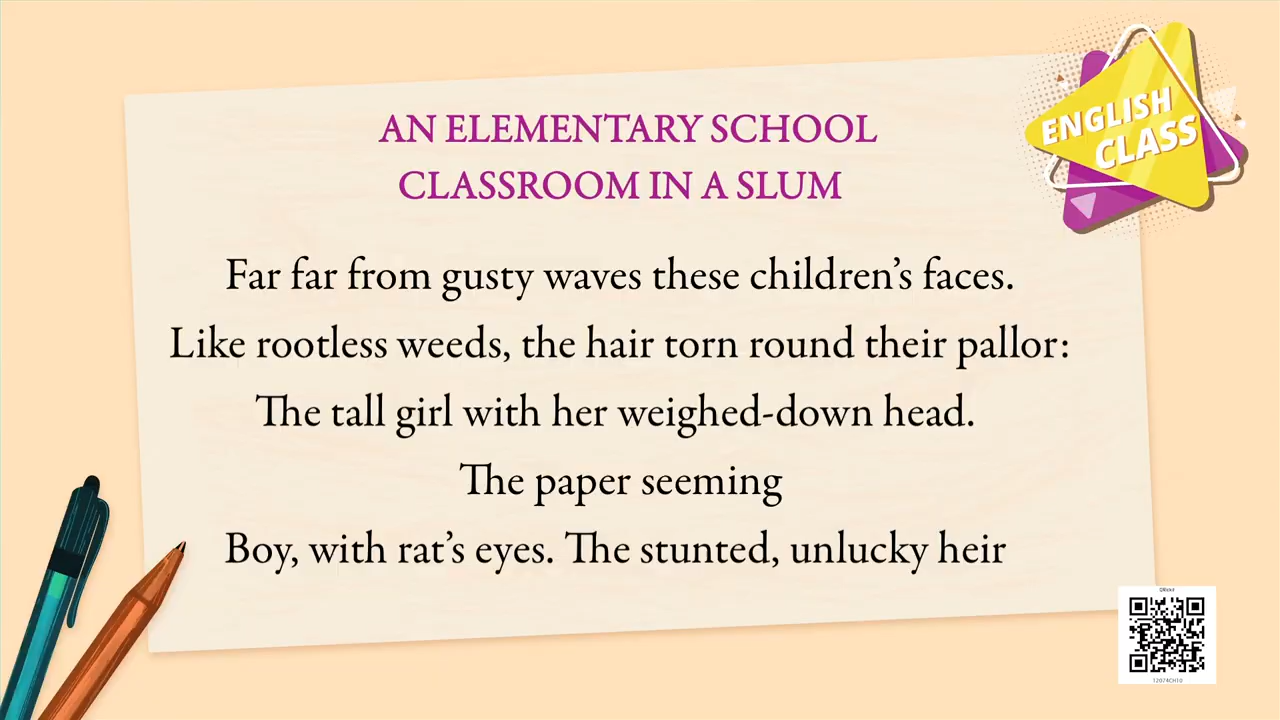 AN ELEMENTARY SCHOOL
CLASSROOM IN A SLUM
ENGLISH
CLASS
Far far from gusty waves these children’s faces.
Like rootless weeds, the hair torn round their pallor:
The tall girl with her weighed-down head.
The paper seeming
Boy, with rat’s eyes. The stunted, unlucky heir
12074CH10